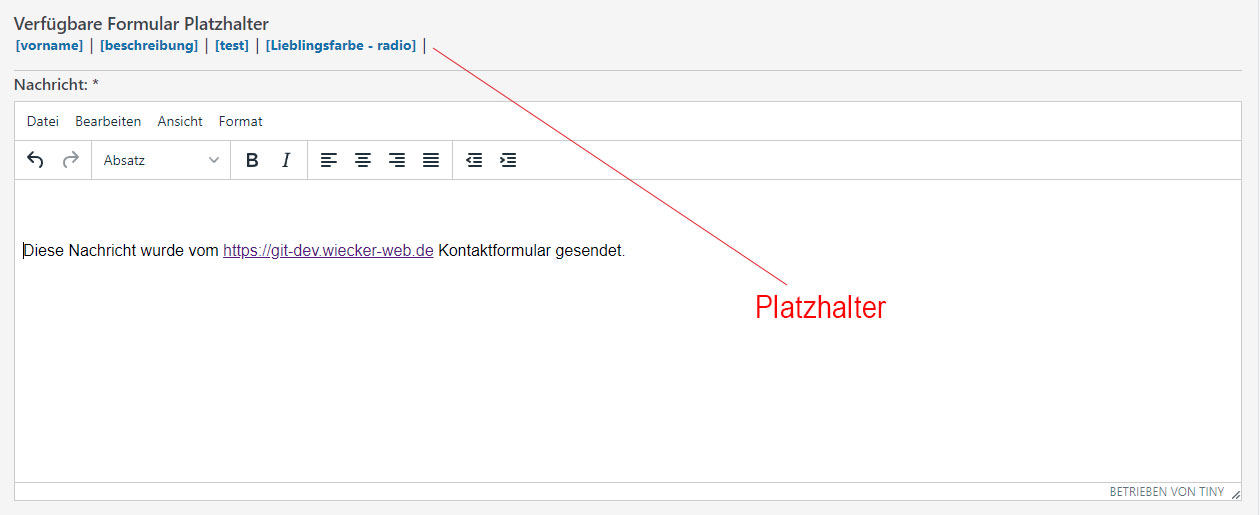 Verfügbare Formular Platzhalter
[vorname] | [beschreibung] | [test] | [Lieblingsfarbe - radio] |
Nachricht: *
Datei Bearbeiten Ansicht Format
Absatz B I
Diese Nachricht wurde vom https://git-dev.wiecker-web.de Kontaktformular gesendet.
Platzhalter
BETRIEBEN VON TINY